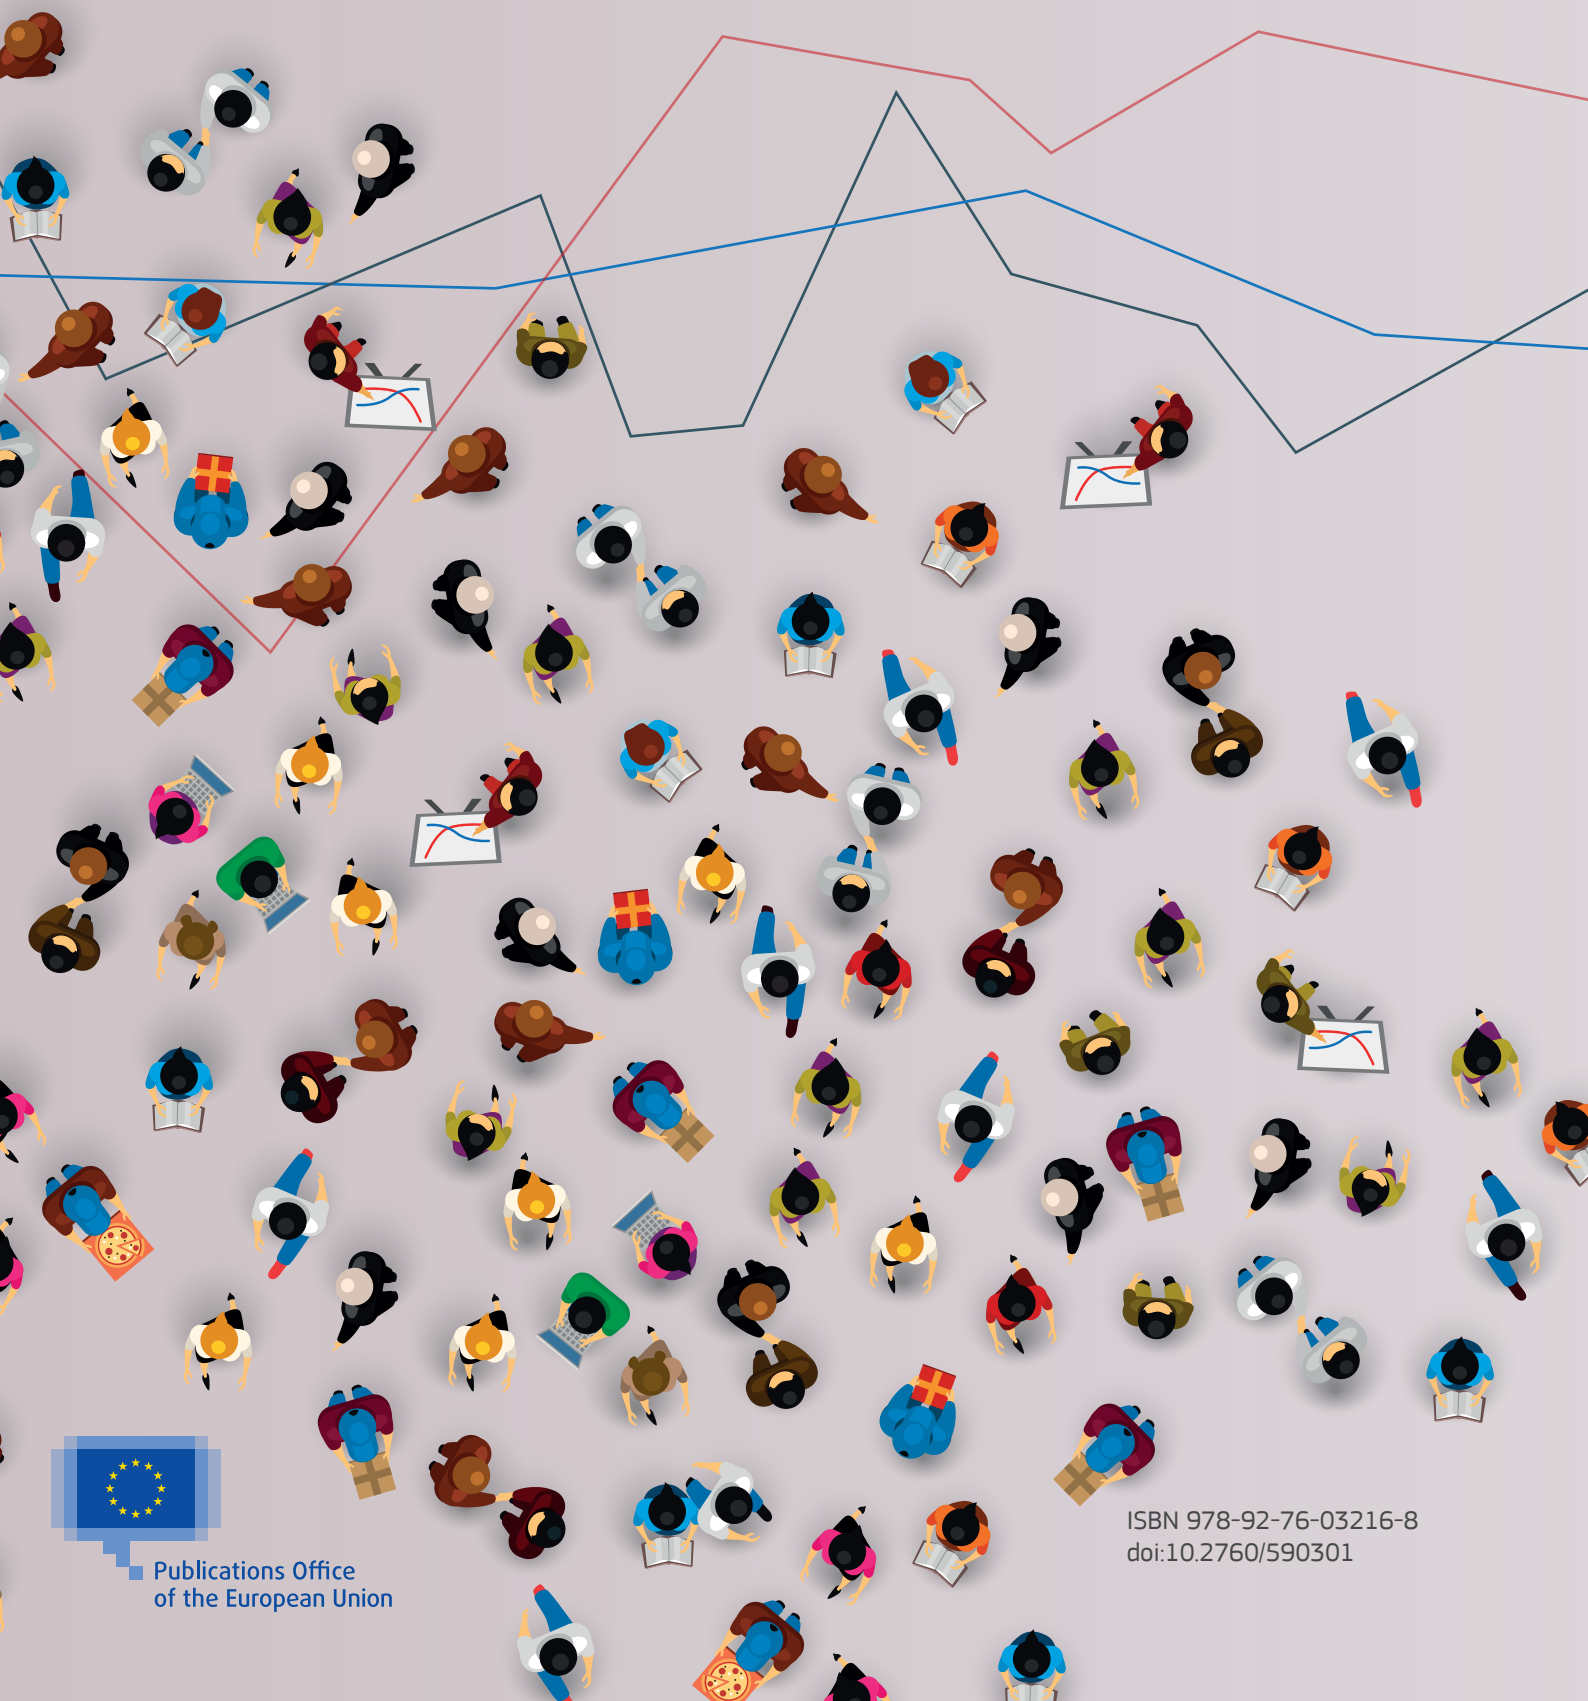 Publications Office
of the European Union
ISBN 978-92-76-03216-8
doi:10.2760/590301